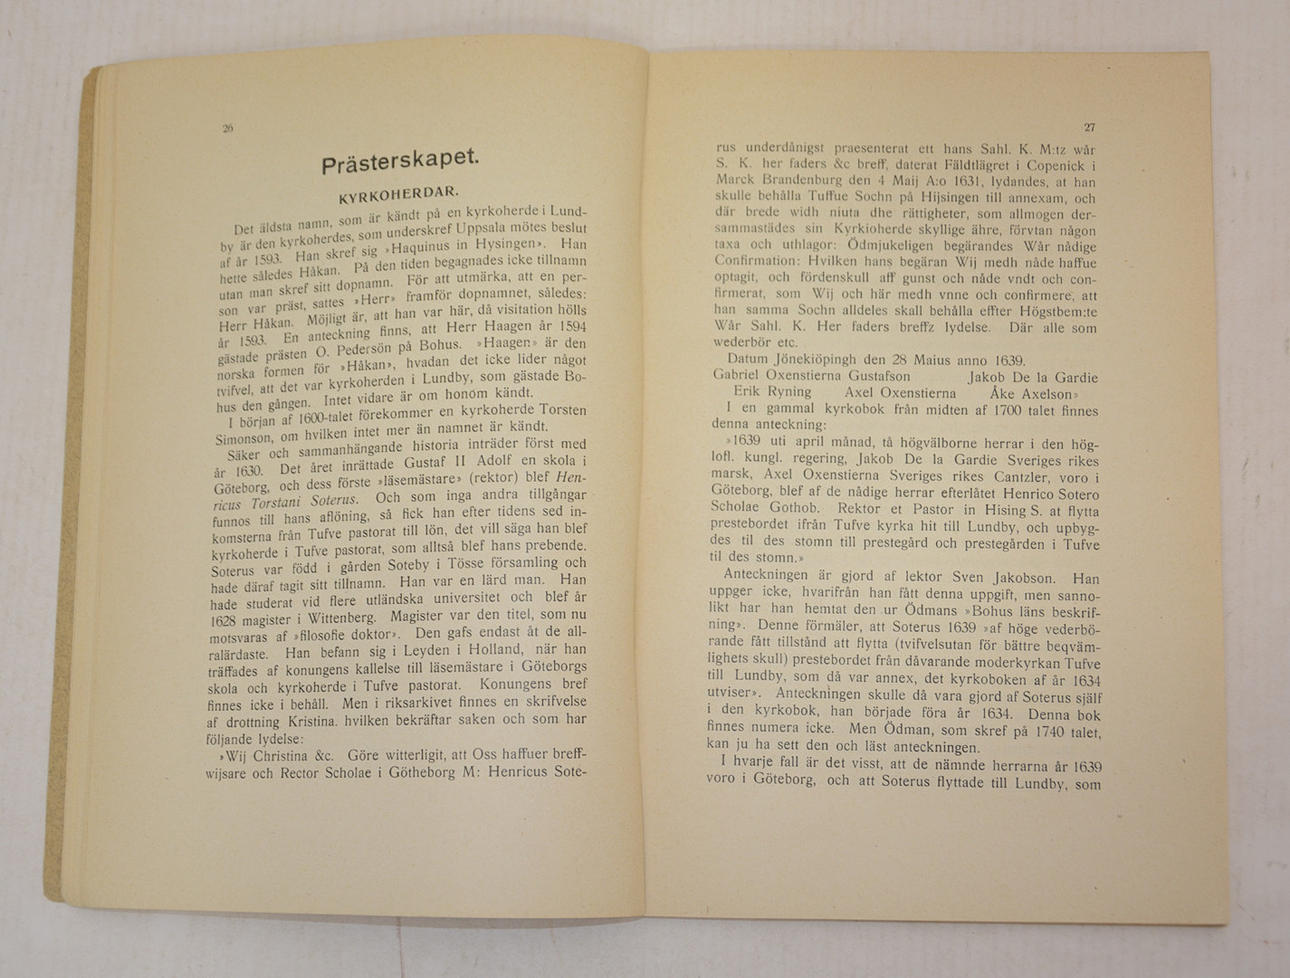 26
Prästerskapet.
KYRKOHERDAR.
Det äldsta namn, som är kändt på en kyrkoherde i Lund-
by är den kyrkoherdes, som underskref Uppsala mötes beslut
af år 1593. Han skref sig »Haquinus in Hysingen». Han
hette således Håkan. På den tiden begagnades icke tillnamn
utan man skref sitt dopnamn. För att utmärka, att en per-
son var präst, sattes »Herr» framför dopnamnet, således:
Herr Håkan. Möjligt är, att han var här, då visitation hölls
år 1593. En anteckning finns, att Herr Haagen år 1594
gästade prästen O. Pedersön på Bohus. »Haagen» är den
norska formen för »Håkan», hvadan det icke lider något
tvifvel, att det var kyrkoherden i Lundby, som gästade Bo-
hus den gången. Intet vidare är om honom kändt.
I början af 1600-talet förekommer en kyrkoherde Torsten
Simonson, om hvilken intet mer än namnet är kändt.
Säker och sammanhängande historia inträder först med
år 1630. Det året inrättade Gustaf II Adolf en skola i
Göteborg, och dess förste »läsemästare» (rektor) blef Hen-
ricus Torstani Soterus. Och som inga andra tillgångar
funnos till hans aflöning, så fick han efter tidens sed in-
komsterna från Tufve pastorat till lön, det vill säga han blef
kyrkoherde i Tufve pastorat, som alltså blef hans prebende.
Soterus var född i gården Soteby i Tösse församling och
hade däraf tagit sitt tillnamn. Han var en lärd man. Han
hade studerat vid flere utländska universitet och blef år
1628 magister i Wittenberg. Magister var den titel, som nu
motsvaras af »filosofie doktor». Den gafs endast åt de all-
ralärdaste. Han befann sig i Leyden i Holland, när han
träffades af konungens kallelse till läsemästare i Göteborgs
skola och kyrkoherde i Tufve pastorat. Konungens bref
finnes icke i behåll. Men i riksarkivet finnes en skrifvelse
af drottning Kristina. hvilken bekräftar saken och som har
följande lydelse:
»Wij Christina &c. Göre witterligit, att Oss haffuer breff-
wijsare och Rector Scholae i Götheborg M: Henricus Sote-
27
rus underdånigst praesenterat ett hans Sahl. K. M:tz wår
S. K. her faders &c breff, daterat Fäldtlägret i Copenick i
Marck Brandenburg den 4 Maij A:o 1631, lydandes, at han
skulle behålla Tuffue Sochn på Hijsingen till annexam, och
där brede widh niuta dhe rättigheter, som allmogen der-
sammastädes sin Kyrkioherde skyllige ähre, förvtan någon
taxa och uthlagor: Ödmjukeligen begärandes Wår nådige
Confirmation: Hvilken hans begäran Wij medh nåde haffue
optagit, och fördenskull aff gunst och nåde vndt och con-
firmerat, som Wij och här medh vnne och confirmere, att
han samma Sochn alldeles skall behålla effter Högstbem:te
Wår Sahl. K. Her faders breffz lydelse. Där alle som
wederbör etc.
Datum Jönekiöpingh den 28 Maius anno 1639.
Gabriel Oxenstierna Gustafson Jakob De la Gardie
Erik Ryning Axel Oxenstierna Åke Axelson»
I en gammal kyrkobok från midten af 1700 talet finnes
denna anteckning:
»1639 uti april månad, tå högvälborne herrar i den hög-
lofl. kungl. regering, Jakob De la Gardie Sveriges rikes
marsk, Axel Oxenstierna Sveriges rikes Cantzler, voro i
Göteborg, blef af de nådige herrar efterlåtet Henrico Sotero
Scholae Gothob. Rektor et Pastor in Hising S. at flytta
prestebordet ifrån Tufve kyrka hit till Lundby, och upbyg-
des til des stomn till prestegård och prestegården i Tufve
til des stomn.»
Anteckningen är gjord af lektor Sven Jakobson. Han
uppger icke, hvarifrån han fått denna uppgift, men sanno-
likt har han hemtat den ur Ödmans »Bohus läns beskrif-
ning». Denne förmäler, att Soterus 1639 »af höge vederbö-
rande fått tillstånd att flytta (tvifvelsutan för bättre beqväm-
lighets skull) prestebordet från dåvarande moderkyrkan Tufve
till Lundby, som då var annex, det kyrkoboken af år 1634
utviser». Anteckningen skulle då vara gjord af Soterus själf
i den kyrkobok, han började föra år 1634. Denna bok
finnes numera icke. Men Ödman, som skref på 1740 talet,
kan ju ha sett den och läst anteckningen.
I hvarje fall är det visst, att de nämnde herrarna år 1639
voro i Göteborg, och att Soterus flyttade till Lundby, som